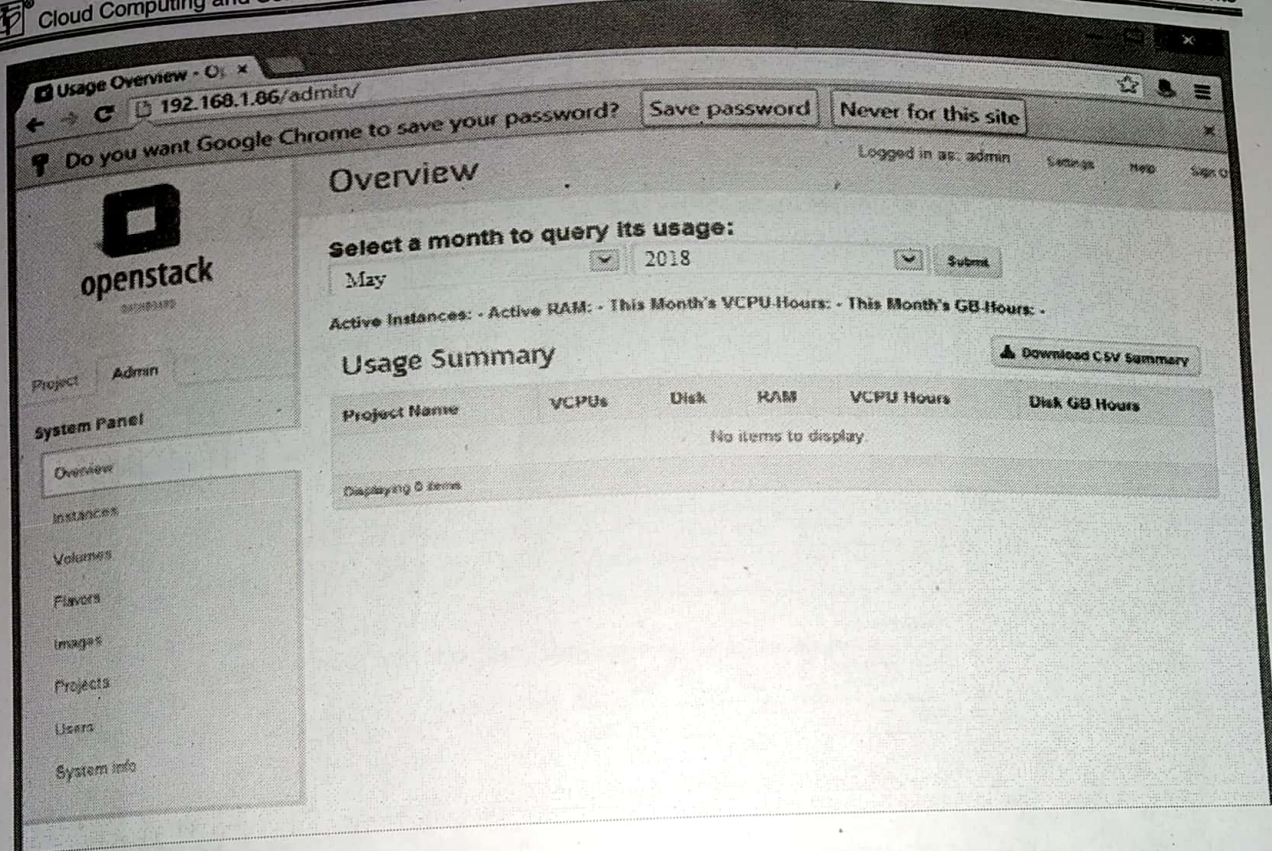 Cloud Computing and
Usage Overview - O
192.168.1.86/admin/
Do you want Google Chrome to save your password? Save password Never for this site
Logged in as: admin Settings Help Sign O
Overview
openstack
DASHBOARD
Select a month to query its usage:
May 2018 Submit
Active Instances: - Active RAM: - This Month's VCPU-Hours: - This Month's GB-Hours: -
Usage Summary Download CSV Summary
Project Admin
Project Name VCPUs Disk RAM VCPU Hours Disk GB Hours
No items to display.
Displaying 0 items
System Panel
Overview
Instances
Volumes
Flavors
Images
Projects
Users
System Info